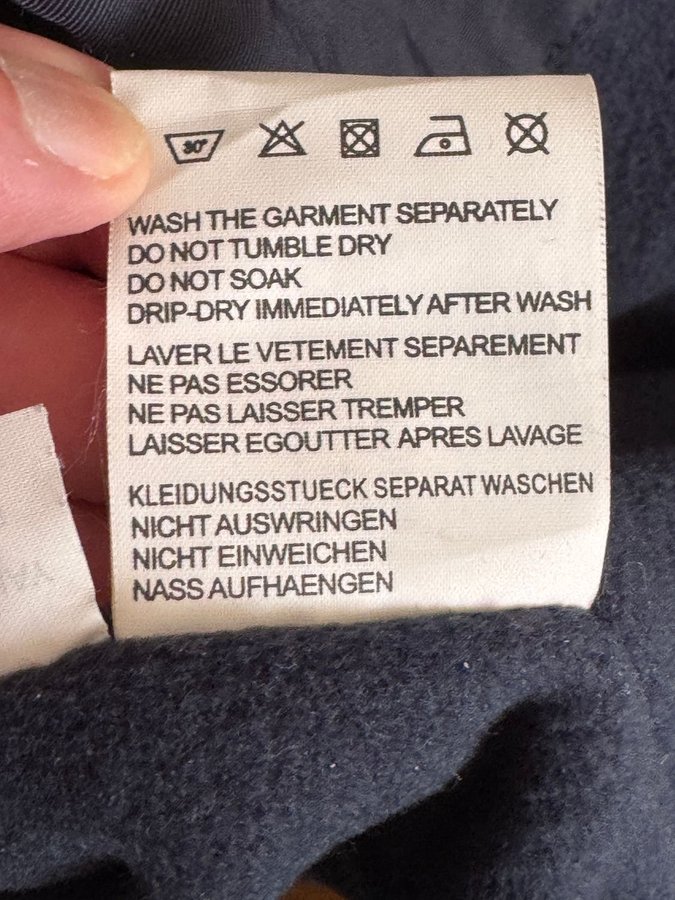 30°
WASH THE GARMENT SEPARATELY
DO NOT TUMBLE DRY
DO NOT SOAK
DRIP-DRY IMMEDIATELY AFTER WASH
LAVER LE VETEMENT SEPAREMENT
NE PAS ESSORER
NE PAS LAISSER TREMPER
LAISSER EGOUTTER APRES LAVAGE
KLEIDUNGSSTUECK SEPARAT WASCHEN
NICHT AUSWRINGEN
NICHT EINWEICHEN
NASS AUFHAENGEN